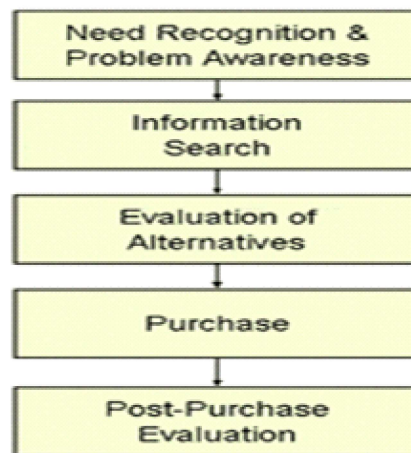 Need Recognition &
Problem Awareness
Information
Search
Evaluation of
Alternatives
Purchase
Post-Purchase
Evaluation